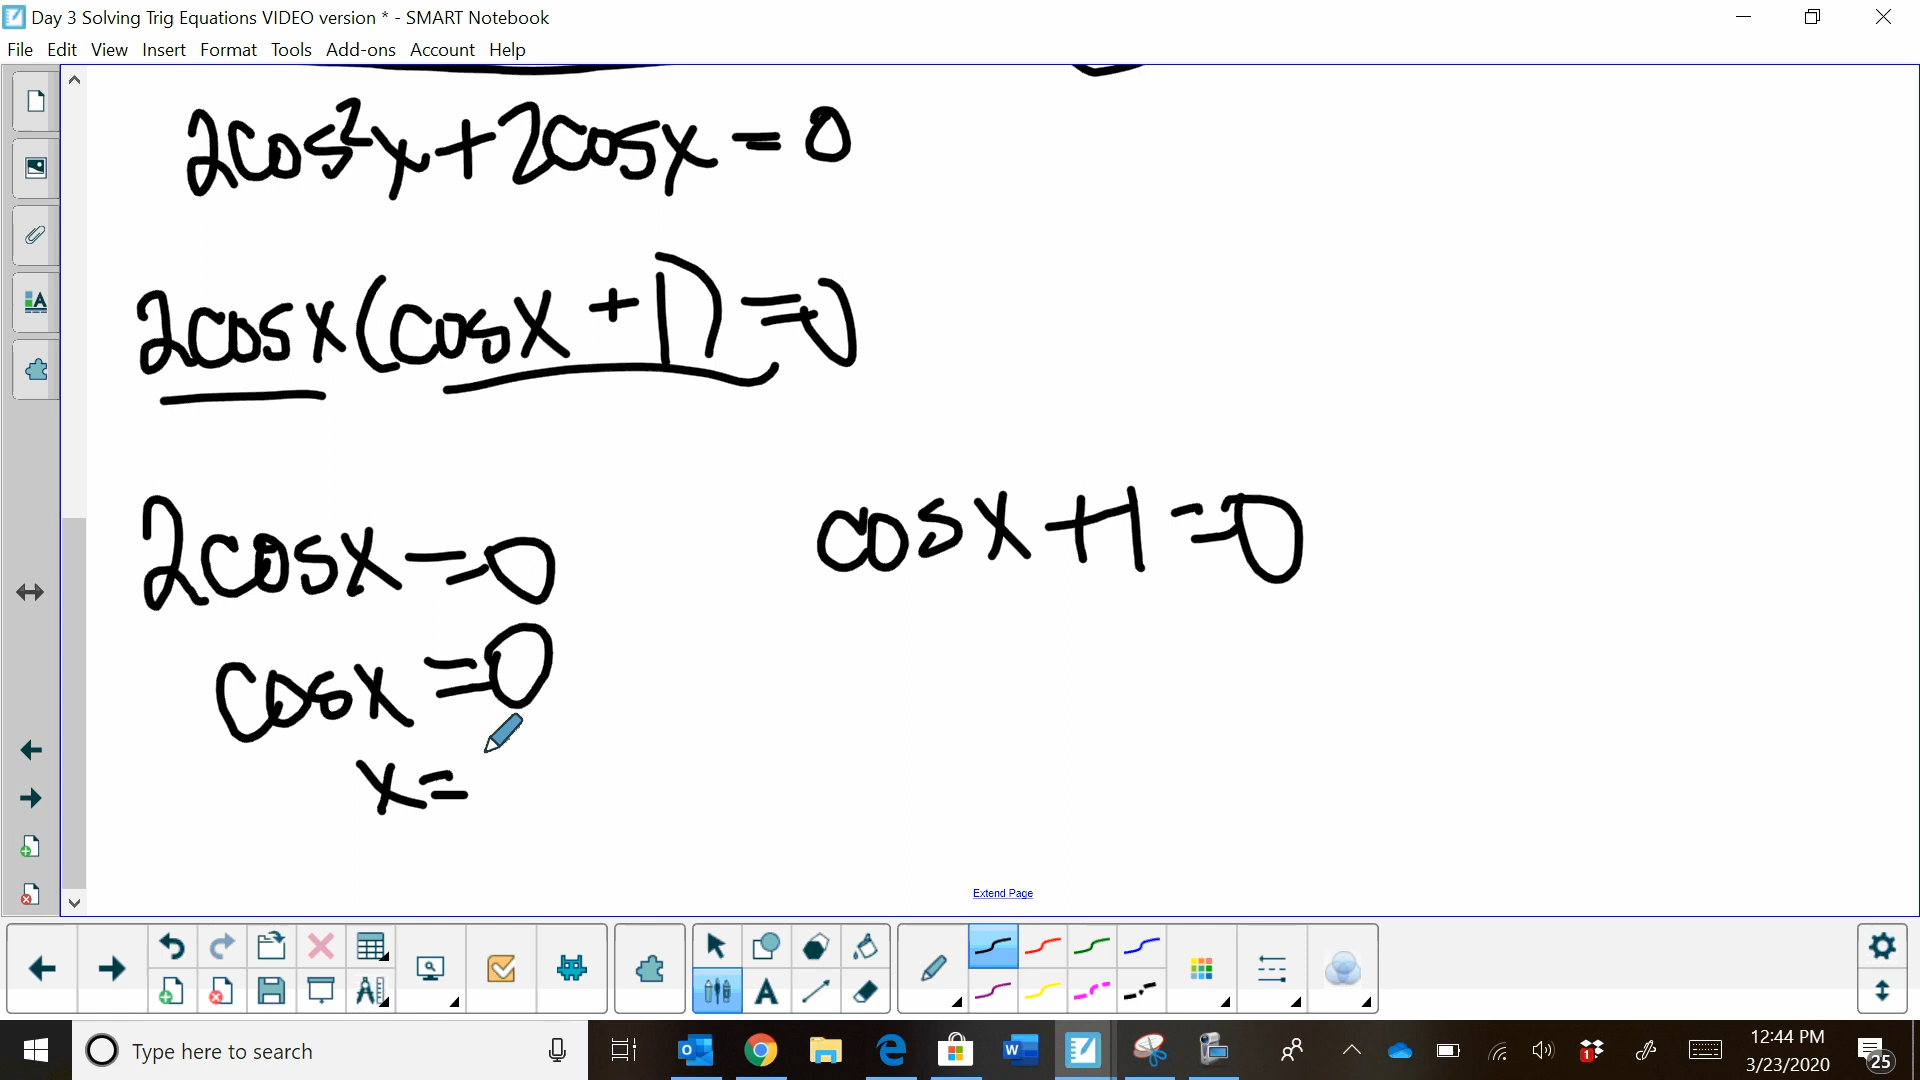 Day 3 Solving Trig Equations VIDEO version * - SMART Notebook
File Edit View Insert Format Tools Add-ons Account Help
2cos²x+2cosx=0
2cosx(cosx+1)=0
2cosx=0
cosx+1=0
cosx=0
x=
Extend Page
Type here to search
12:44 PM
3/23/2020
1
25